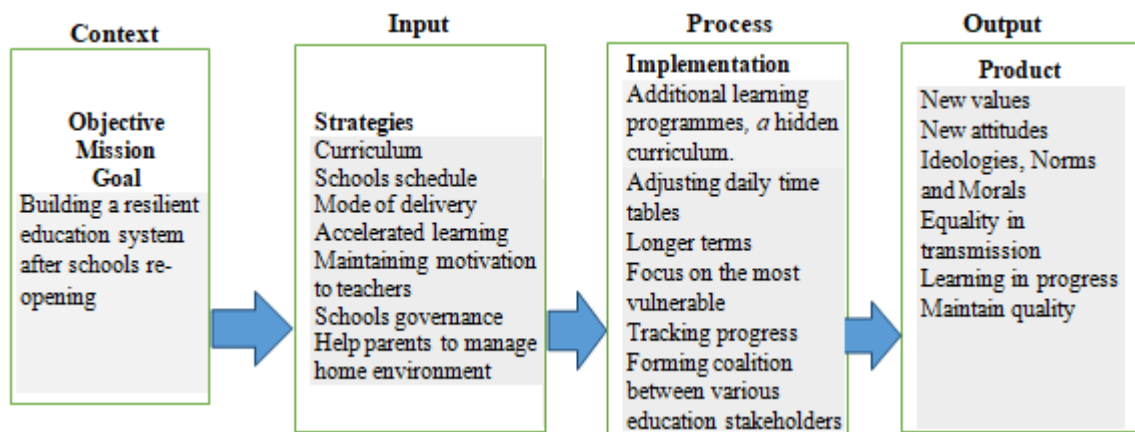 Context
Objective
Mission
Goal
Building a resilient
education system
after schools re-
opening
Input
Strategies
Curriculum
Schools schedule
Mode of delivery
Accelerated learning
Maintaining motivation
to teachers
Schools governance
Help parents to manage
home environment
Process
Implementation
Additional learning
programmes, a hidden
curriculum.
Adjusting daily time
tables
Longer terms
Focus on the most
vulnerable
Tracking progress
Forming coalition
between various
education stakeholders
Output
Product
New values
New attitudes
Ideologies, Norms
and Morals
Equality in
transmission
Learning in progress
Maintain quality